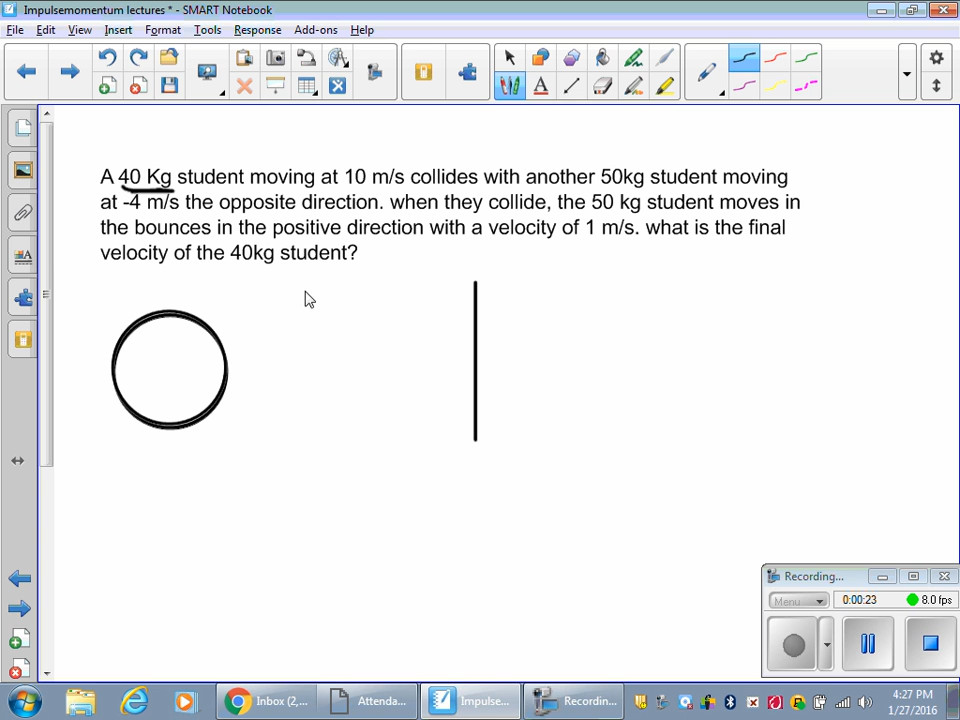 Impulsemomentum lectures * - SMART Notebook
File Edit View Insert Format Tools Response Add-ons Help
A 40 Kg student moving at 10 m/s collides with another 50kg student moving
at -4 m/s the opposite direction. when they collide, the 50 kg student moves in
the bounces in the positive direction with a velocity of 1 m/s. what is the final
velocity of the 40kg student?
Recording...
Menu 0:00:23 8.0 fps
Inbox (2,... Attenda... Impulse... Recordin... 4:27 PM
1/27/2016